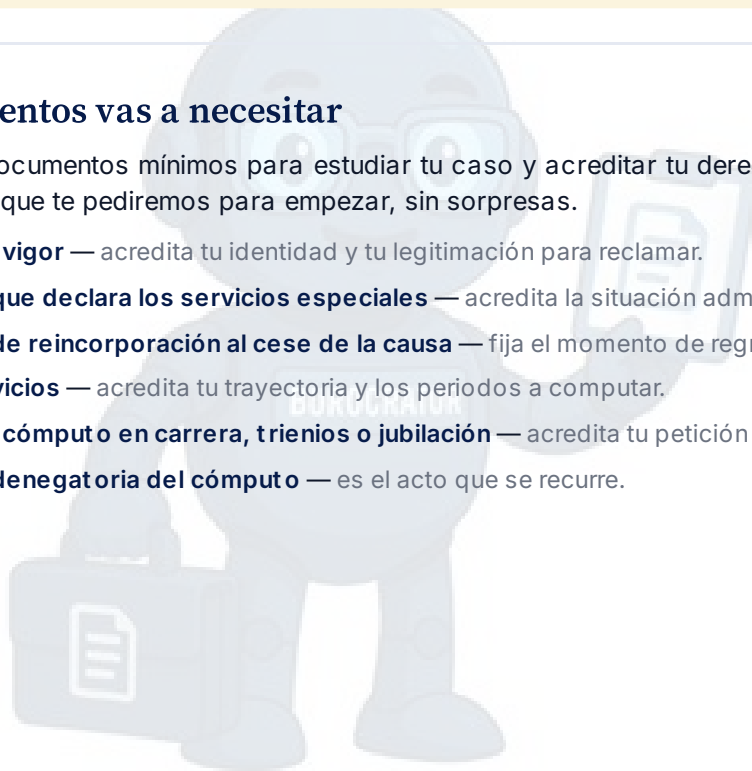 entos vas a necesitar
ocumentos mínimos para estudiar tu caso y acreditar tu dere
que te pediremos para empezar, sin sorpresas.
vigor — acredita tu identidad y tu legitimación para reclamar.
que declara los servicios especiales — acredita la situación adm
de reincorporación al cese de la causa — fija el momento de regr
vicios — acredita tu trayectoria y los periodos a computar.
BUROCRATOR
cómputo en carrera, trienios o jubilación — acredita tu petición
denegatoria del cómputo — es el acto que se recurre.